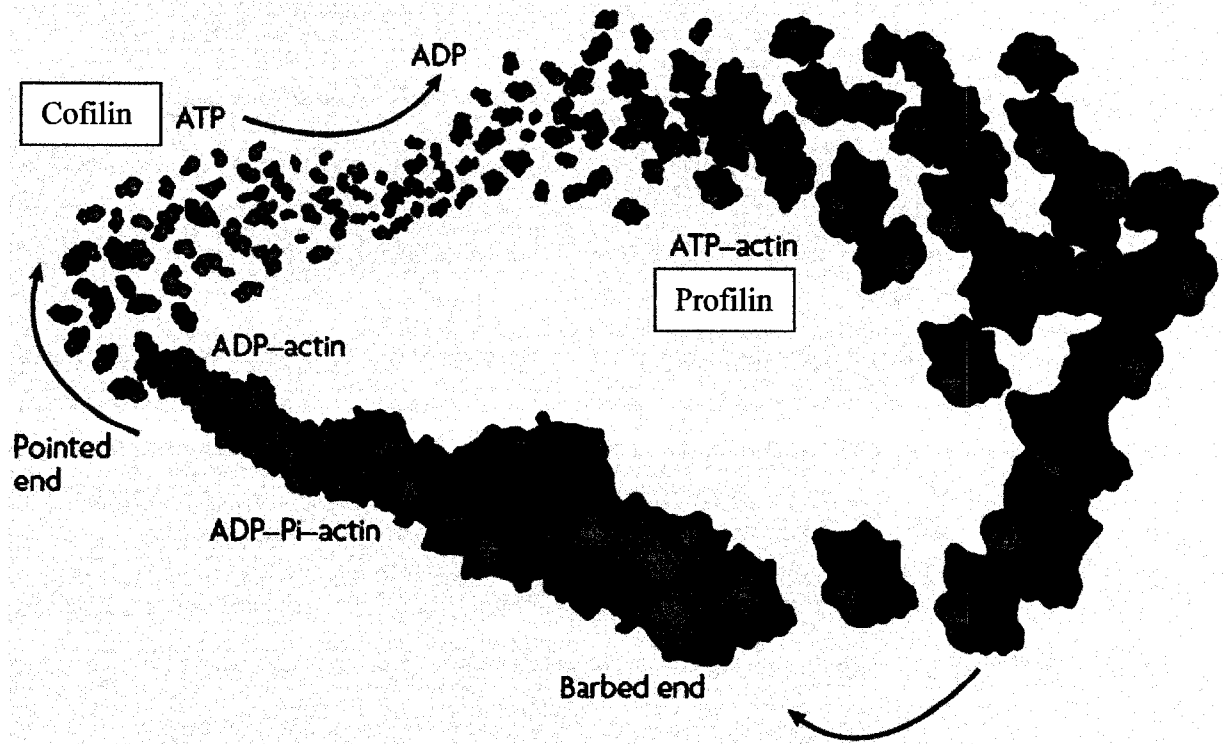 ADP
Cofilin
ATP
ATP–actin
Profilin
ADP–actin
Pointed
end
ADP–Pi–actin
Barbed end